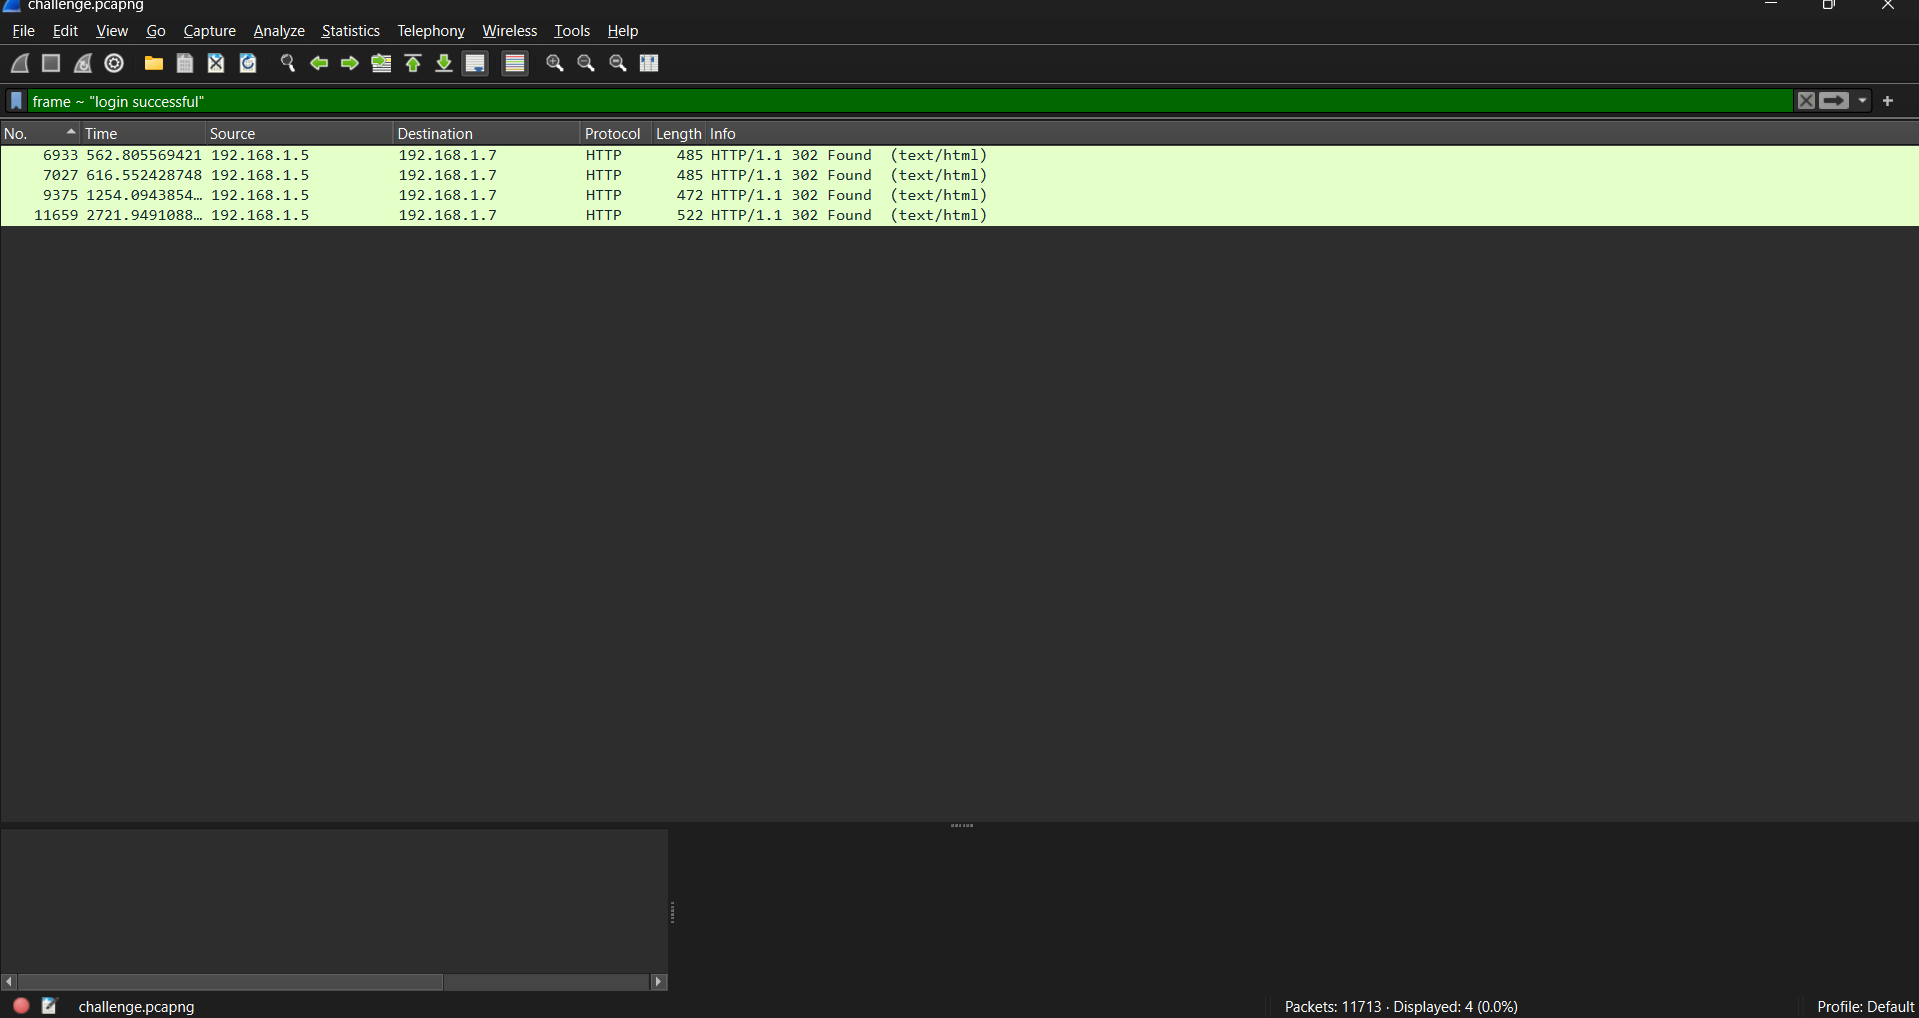 challenge.pcapng
File Edit View Go Capture Analyze Statistics Telephony Wireless Tools Help
frame ~ "login successful"
No. Time Source Destination Protocol Length Info
6933 562.805569421 192.168.1.5 192.168.1.7 HTTP 485 HTTP/1.1 302 Found (text/html)
7027 616.552428748 192.168.1.5 192.168.1.7 HTTP 485 HTTP/1.1 302 Found (text/html)
9375 1254.0943854… 192.168.1.5 192.168.1.7 HTTP 472 HTTP/1.1 302 Found (text/html)
11659 2721.9491088… 192.168.1.5 192.168.1.7 HTTP 522 HTTP/1.1 302 Found (text/html)
challenge.pcapng Packets: 11713 · Displayed: 4 (0.0%) Profile: Default